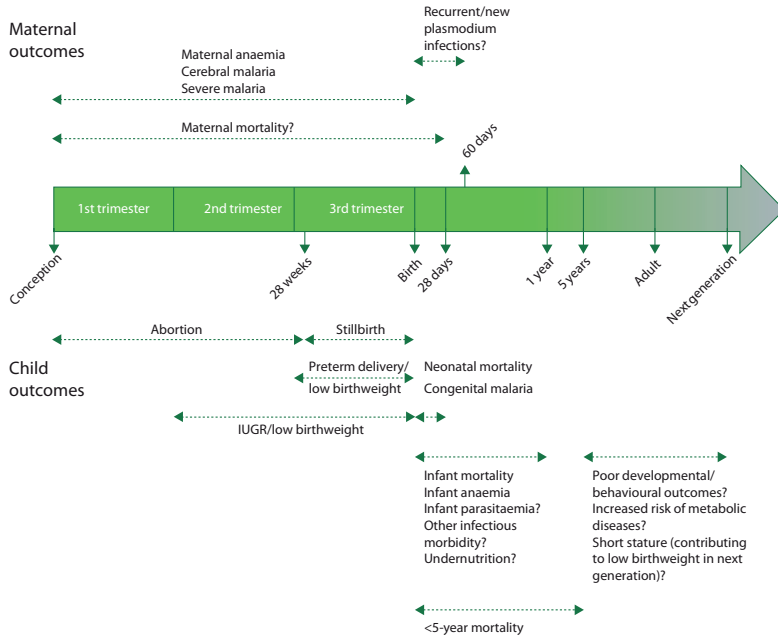 Maternal
outcomes
Recurrent/new
plasmodium
infections?
Maternal anaemia
Cerebral malaria
Severe malaria
Maternal mortality?
60 days
1st trimester
2nd trimester
3rd trimester
Conception
28 weeks
Birth
28 days
1 year
5 years
Adult
Next generation
Abortion
Stillbirth
Child
outcomes
Preterm delivery/
low birthweight
Neonatal mortality
Congenital malaria
IUGR/low birthweight
Infant mortality
Infant anaemia
Infant parasitaemia?
Other infectious
morbidity?
Undernutrition?
Poor developmental/
behavioural outcomes?
Increased risk of metabolic
diseases?
Short stature (contributing
to low birthweight in next
generation)?
<5-year mortality